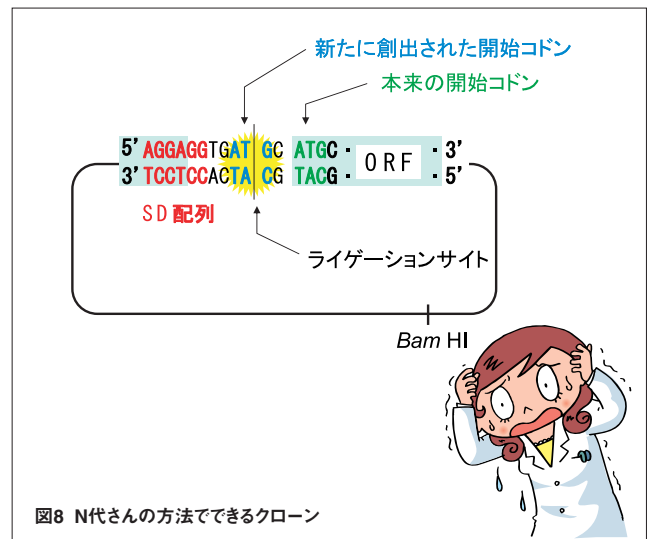 新たに創出された開始コドン
本来の開始コドン
5' AGGAGGTGAT GC ATGC · ORF · 3'
3' TCCTCCACTA CG TACG · · 5'
SD配列
ライゲーションサイト
Bam HI
図8 N代さんの方法でできるクローン